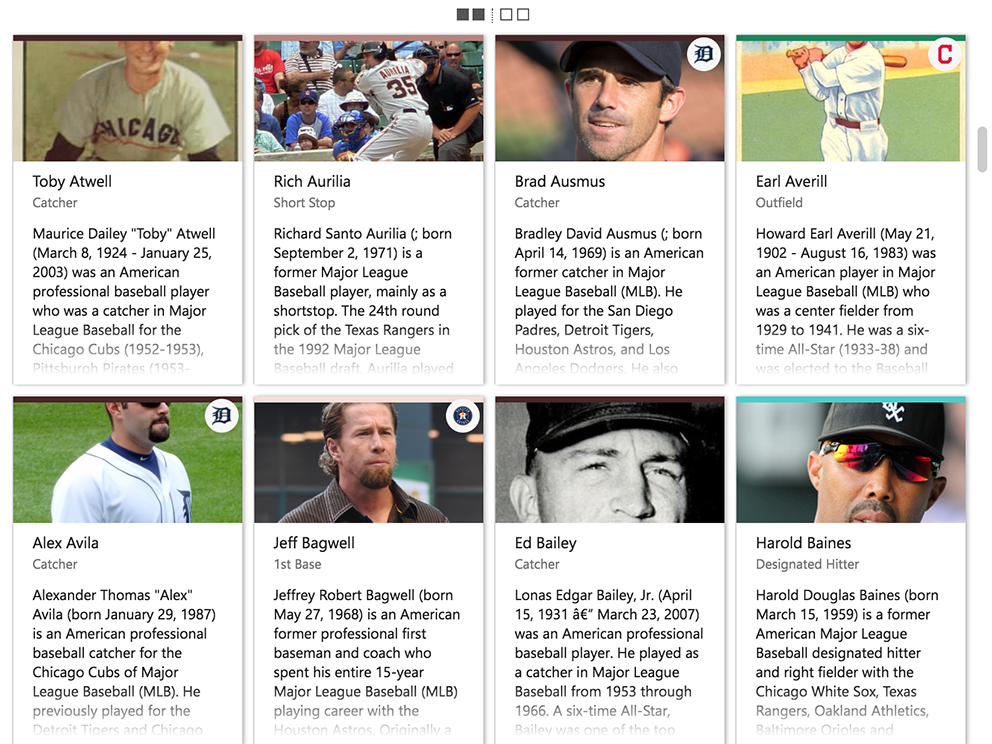 CHICAGO
AURILIA
35
D
C
Toby Atwell
Catcher
Maurice Dailey "Toby" Atwell
(March 8, 1924 - January 25,
2003) was an American
professional baseball player
who was a catcher in Major
League Baseball for the
Chicago Cubs (1952-1953),
Pittsburgh Pirates (1953-
Rich Aurilia
Short Stop
Richard Santo Aurilia (; born
September 2, 1971) is a
former Major League
Baseball player, mainly as a
shortstop. The 24th round
pick of the Texas Rangers in
the 1992 Major League
Baseball draft, Aurilia played
Brad Ausmus
Catcher
Bradley David Ausmus (; born
April 14, 1969) is an American
former catcher in Major
League Baseball (MLB). He
played for the San Diego
Padres, Detroit Tigers,
Houston Astros, and Los
Angeles Dodgers. He also
Earl Averill
Outfield
Howard Earl Averill (May 21,
1902 - August 16, 1983) was
an American player in Major
League Baseball (MLB) who
was a center fielder from
1929 to 1941. He was a six-
time All-Star (1933-38) and
was elected to the Baseball
D
Alex Avila
Catcher
Alexander Thomas "Alex"
Avila (born January 29, 1987)
is an American professional
baseball catcher for the
Chicago Cubs of Major
League Baseball (MLB). He
previously played for the
Detroit Tigers and Chicago
Jeff Bagwell
1st Base
Jeffrey Robert Bagwell (born
May 27, 1968) is an American
former professional first
baseman and coach who
spent his entire 15-year
Major League Baseball (MLB)
playing career with the
Houston Astros. Originally a
Ed Bailey
Catcher
Lonas Edgar Bailey, Jr. (April
15, 1931 â€“ March 23, 2007)
was an American professional
baseball player. He played as
a catcher in Major League
Baseball from 1953 through
1966. A six-time All-Star,
Bailey was one of the top
Harold Baines
Designated Hitter
Harold Douglas Baines (born
March 15, 1959) is a former
American Major League
Baseball designated hitter
and right fielder with the
Chicago White Sox, Texas
Rangers, Oakland Athletics,
Baltimore Orioles and